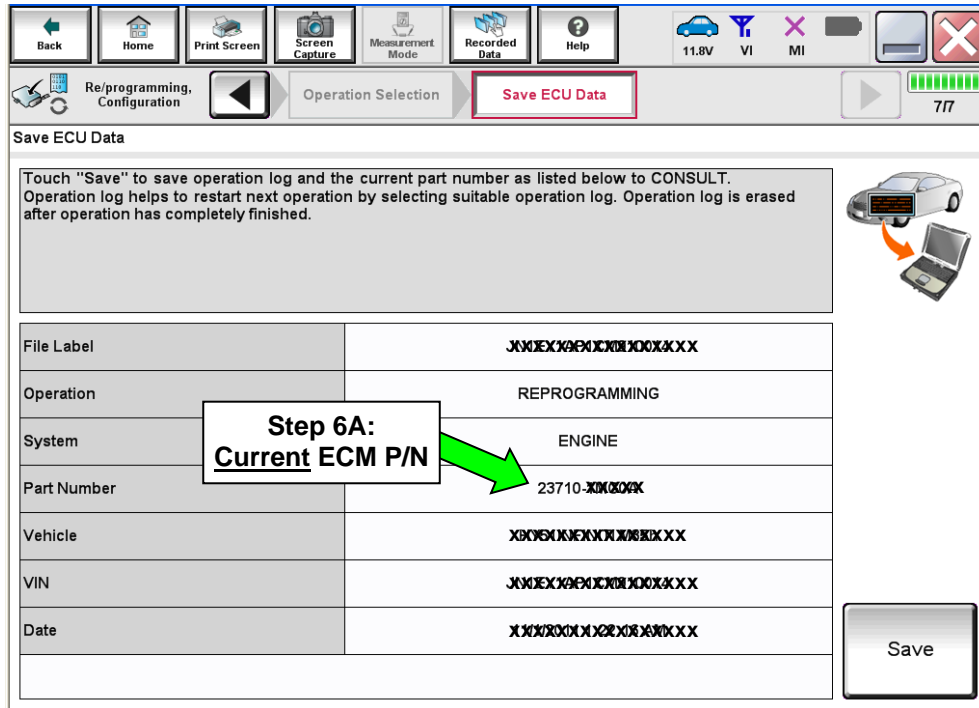 Back
Home
Print Screen
Screen Capture
Measurement Mode
Recorded Data
Help
11.8V
VI
MI
Re/programming, Configuration
Operation Selection
Save ECU Data
7/7
Save ECU Data
Touch "Save" to save operation log and the current part number as listed below to CONSULT.
Operation log helps to restart next operation by selecting suitable operation log. Operation log is erased
after operation has completely finished.
File Label
Operation
REPROGRAMMING
System
ENGINE
Step 6A:
Current ECM P/N
Part Number
23710-
Vehicle
VIN
Date
Save